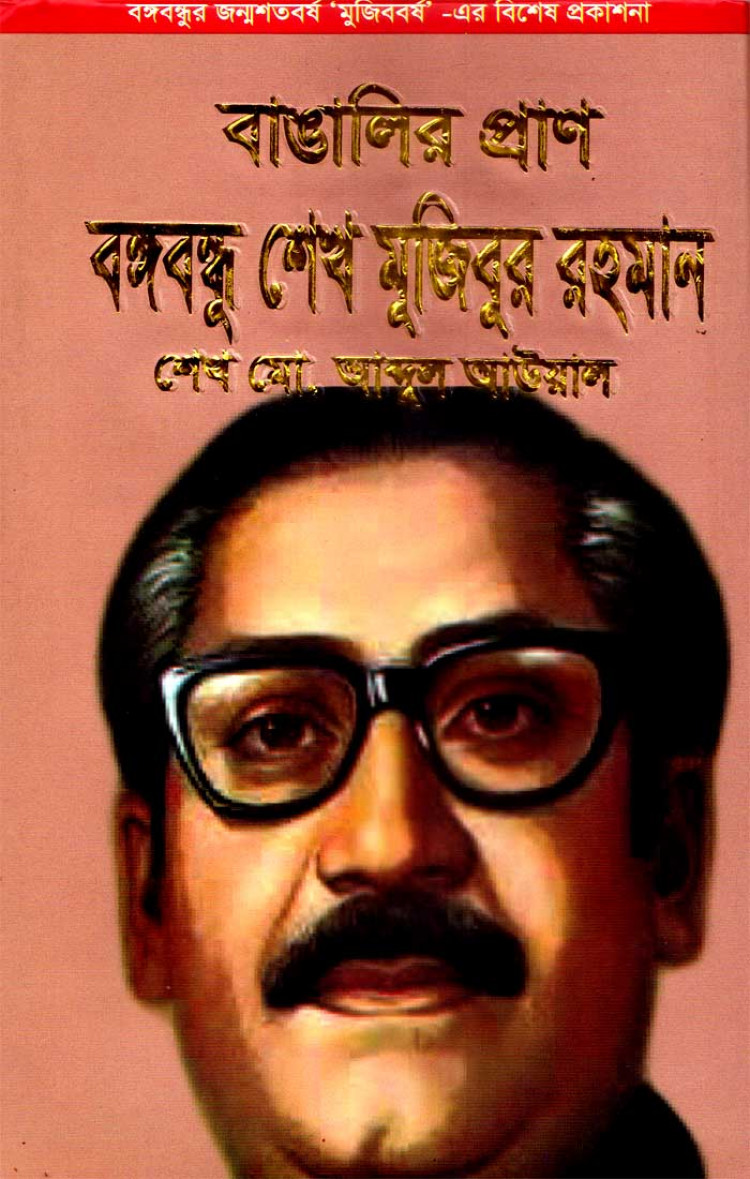 বঙ্গবন্ধুর জন্মশতবর্ষ ‘মুজিববর্ষ’ -এর বিশেষ প্রকাশনা
বাঙালির প্রাণ
বঙ্গবন্ধু শেখ মুজিবুর রহমান
শেখ মো. আব্দুল আউয়াল